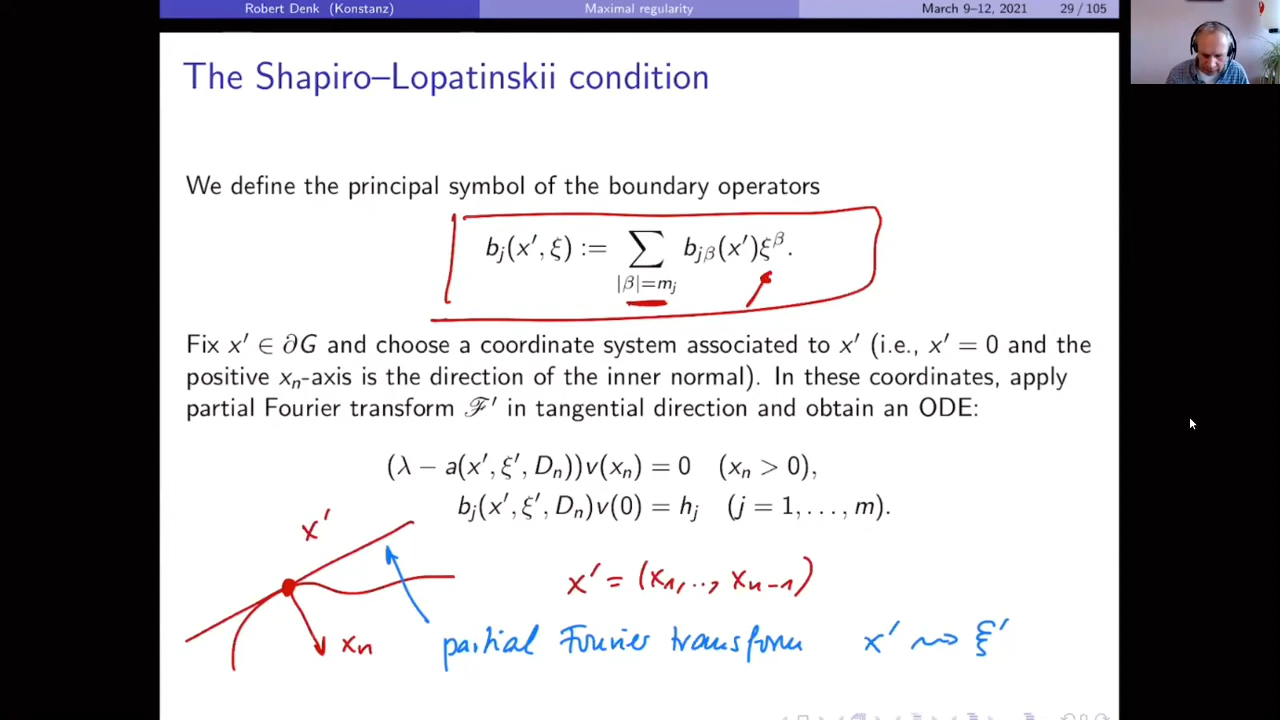 Robert Denk (Konstanz) Maximal regularity March 9–12, 2021 29 / 105
The Shapiro–Lopatinskii condition
We define the principal symbol of the boundary operators
b_j(x′, ξ) := ∑_{|β|=m_j} b_{jβ}(x′)ξ^β.
Fix x′ ∈ ∂G and choose a coordinate system associated to x′ (i.e., x′ = 0 and the
positive x_n-axis is the direction of the inner normal). In these coordinates, apply
partial Fourier transform ℱ′ in tangential direction and obtain an ODE:
(λ − a(x′, ξ′, D_n))v(x_n) = 0 (x_n > 0),
b_j(x′, ξ′, D_n)v(0) = h_j (j = 1, . . . , m).
x′
x′ = (x_1, .., x_{n−1})
x_n
partial Fourier transform x′ ⇝ ξ′